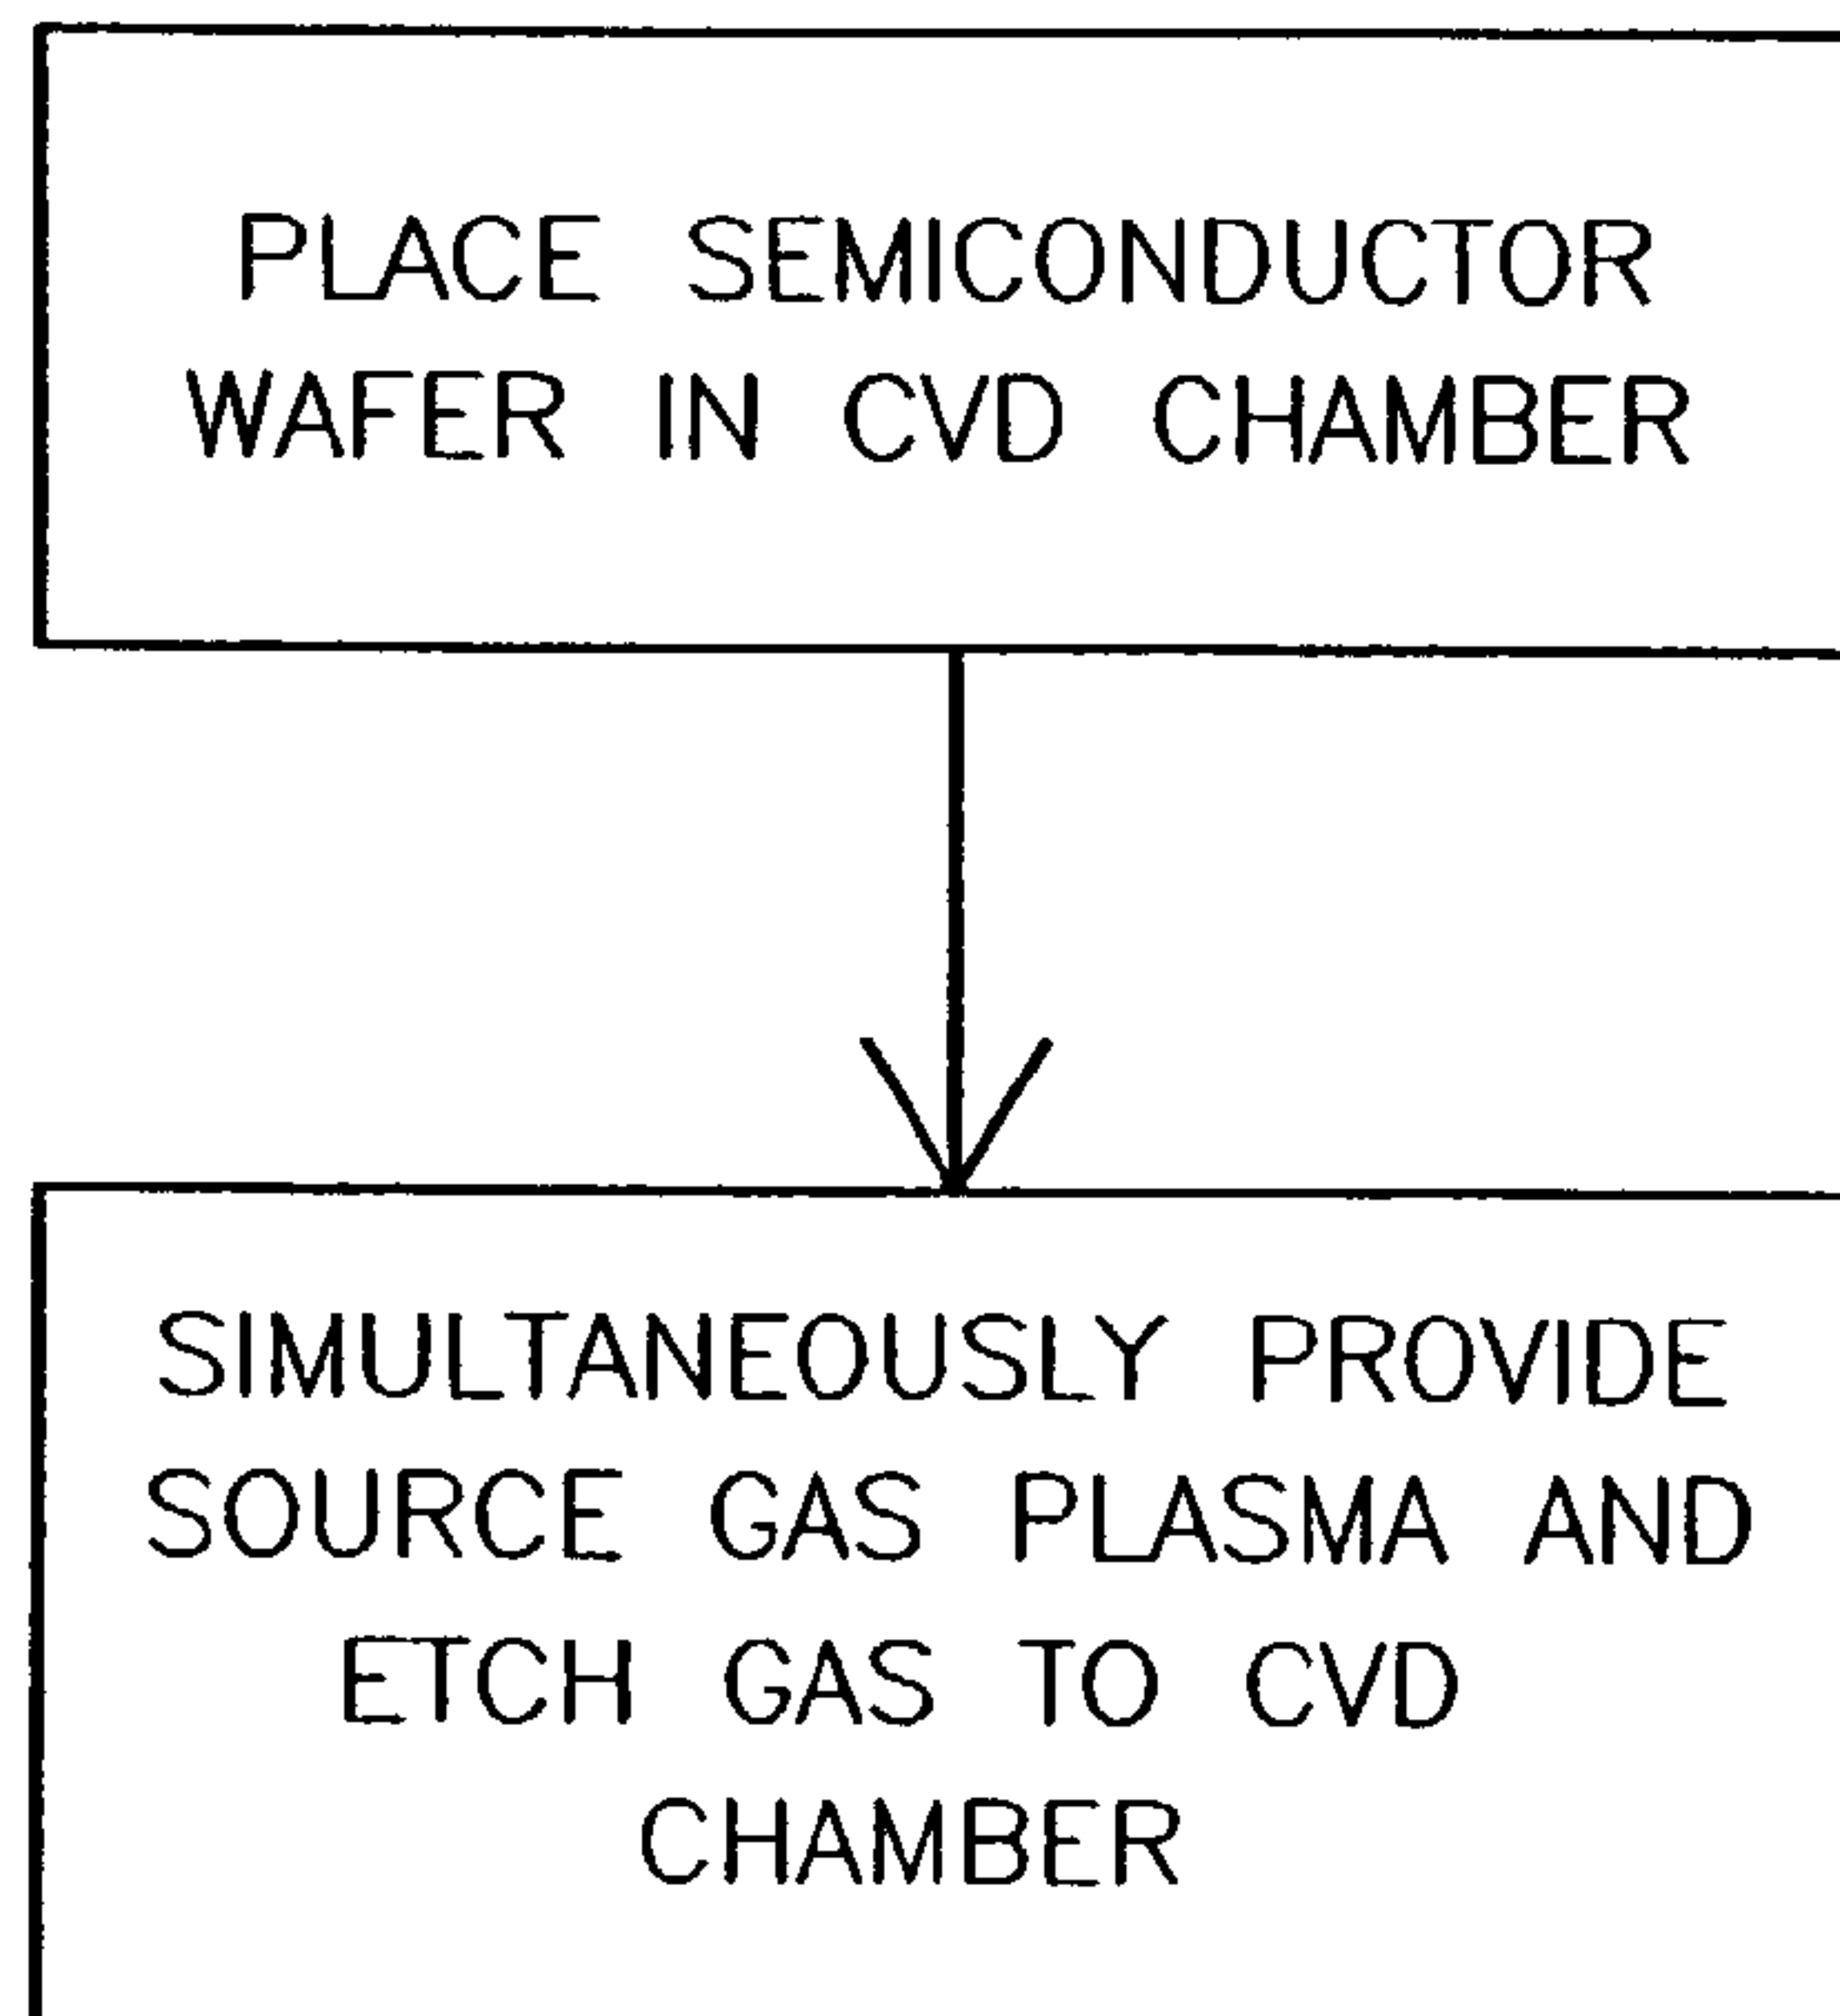 PLACE SEMICONDUCTOR
WAFER IN CVD CHAMBER
SIMULTANEOUSLY PROVIDE
SOURCE GAS PLASMA AND
ETCH GAS TO CVD
CHAMBER